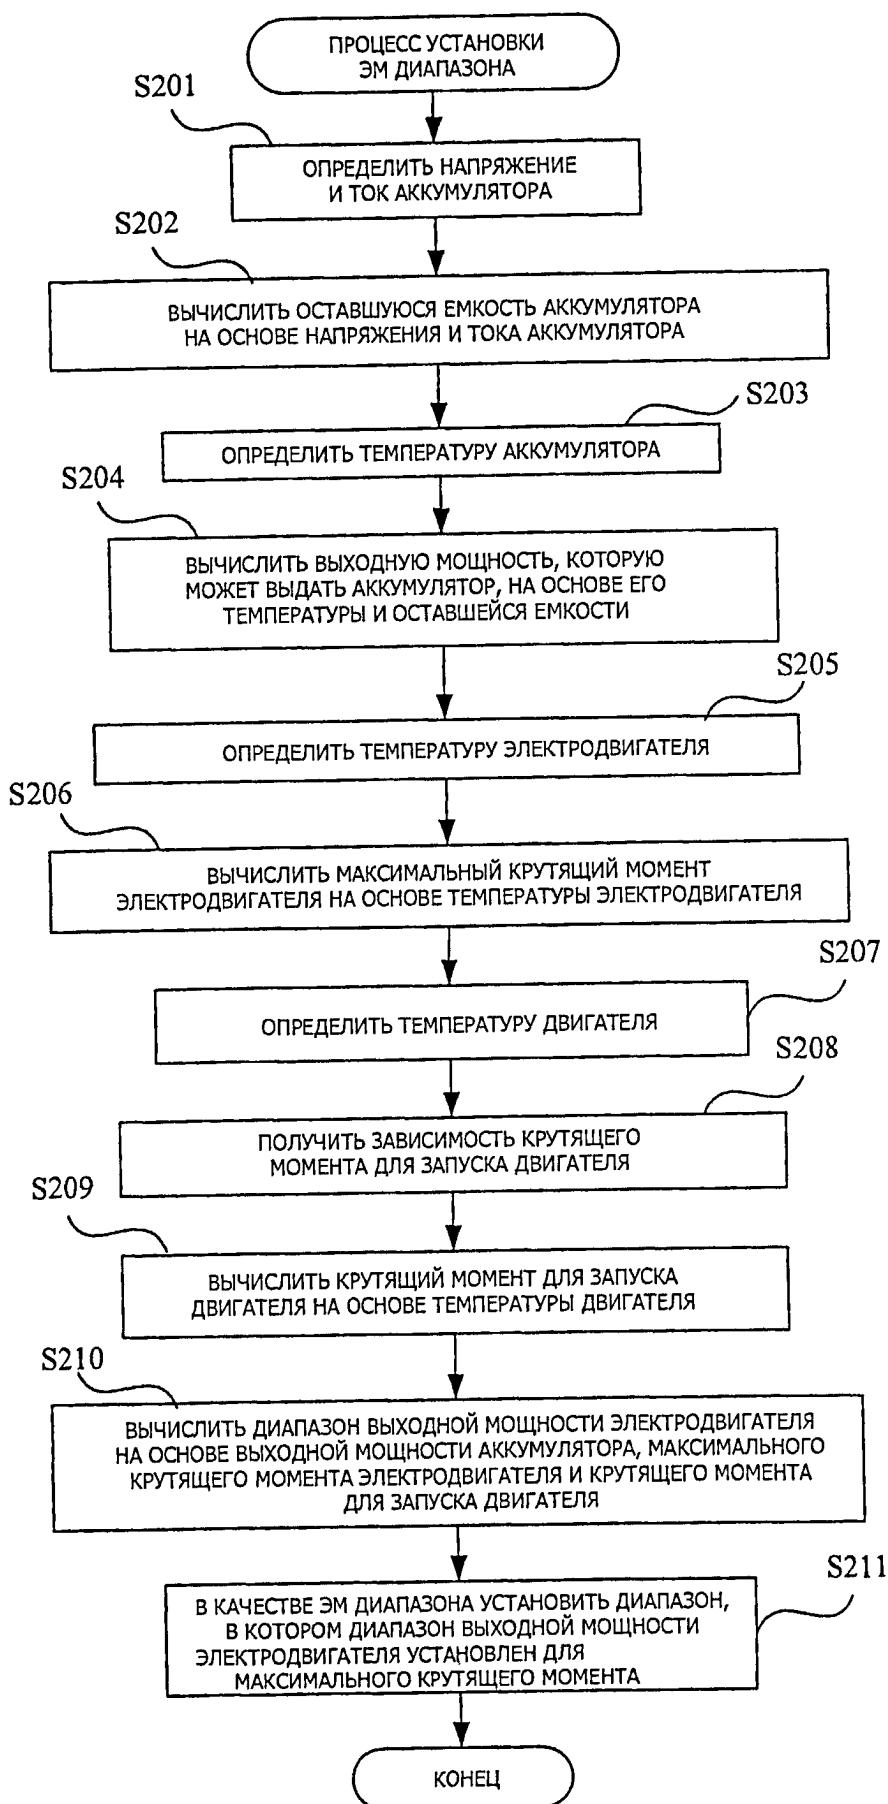 ПРОЦЕСС УСТАНОВКИ
ЭМ ДИАПАЗОНА
S201
ОПРЕДЕЛИТЬ НАПРЯЖЕНИЕ
И ТОК АККУМУЛЯТОРА
S202
ВЫЧИСЛИТЬ ОСТАВШУЮСЯ ЕМКОСТЬ АККУМУЛЯТОРА
НА ОСНОВЕ НАПРЯЖЕНИЯ И ТОКА АККУМУЛЯТОРА
S203
ОПРЕДЕЛИТЬ ТЕМПЕРАТУРУ АККУМУЛЯТОРА
S204
ВЫЧИСЛИТЬ ВЫХОДНУЮ МОЩНОСТЬ, КОТОРУЮ
МОЖЕТ ВЫДАТЬ АККУМУЛЯТОР, НА ОСНОВЕ ЕГО
ТЕМПЕРАТУРЫ И ОСТАВШЕЙСЯ ЕМКОСТИ
S205
ОПРЕДЕЛИТЬ ТЕМПЕРАТУРУ ЭЛЕКТРОДВИГАТЕЛЯ
S206
ВЫЧИСЛИТЬ МАКСИМАЛЬНЫЙ КРУТЯЩИЙ МОМЕНТ
ЭЛЕКТРОДВИГАТЕЛЯ НА ОСНОВЕ ТЕМПЕРАТУРЫ ЭЛЕКТРОДВИГАТЕЛЯ
S207
ОПРЕДЕЛИТЬ ТЕМПЕРАТУРУ ДВИГАТЕЛЯ
S208
ПОЛУЧИТЬ ЗАВИСИМОСТЬ КРУТЯЩЕГО
МОМЕНТА ДЛЯ ЗАПУСКА ДВИГАТЕЛЯ
S209
ВЫЧИСЛИТЬ КРУТЯЩИЙ МОМЕНТ ДЛЯ ЗАПУСКА
ДВИГАТЕЛЯ НА ОСНОВЕ ТЕМПЕРАТУРЫ ДВИГАТЕЛЯ
S210
ВЫЧИСЛИТЬ ДИАПАЗОН ВЫХОДНОЙ МОЩНОСТИ ЭЛЕКТРОДВИГАТЕЛЯ
НА ОСНОВЕ ВЫХОДНОЙ МОЩНОСТИ АККУМУЛЯТОРА, МАКСИМАЛЬНОГО
КРУТЯЩЕГО МОМЕНТА ЭЛЕКТРОДВИГАТЕЛЯ И КРУТЯЩЕГО МОМЕНТА
ДЛЯ ЗАПУСКА ДВИГАТЕЛЯ
S211
В КАЧЕСТВЕ ЭМ ДИАПАЗОНА УСТАНОВИТЬ ДИАПАЗОН,
В КОТОРОМ ДИАПАЗОН ВЫХОДНОЙ МОЩНОСТИ
ЭЛЕКТРОДВИГАТЕЛЯ УСТАНОВЛЕН ДЛЯ
МАКСИМАЛЬНОГО КРУТЯЩЕГО МОМЕНТА
КОНЕЦ